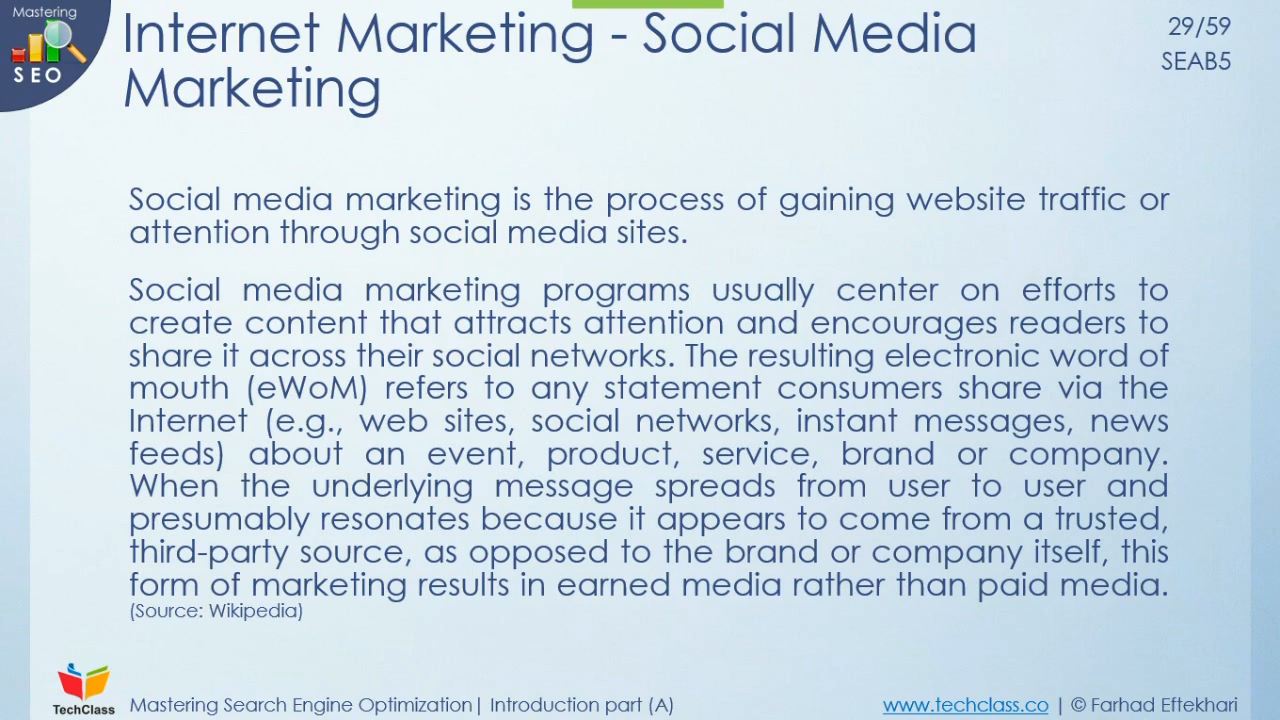 Mastering
SEO
Internet Marketing - Social Media
Marketing
29/59
SEAB5
Social media marketing is the process of gaining website traffic or
attention through social media sites.
Social media marketing programs usually center on efforts to
create content that attracts attention and encourages readers to
share it across their social networks. The resulting electronic word of
mouth (eWoM) refers to any statement consumers share via the
Internet (e.g., web sites, social networks, instant messages, news
feeds) about an event, product, service, brand or company.
When the underlying message spreads from user to user and
presumably resonates because it appears to come from a trusted,
third-party source, as opposed to the brand or company itself, this
form of marketing results in earned media rather than paid media.
(Source: Wikipedia)
TechClass
Mastering Search Engine Optimization| Introduction part (A)
www.techclass.co | © Farhad Eftekhari